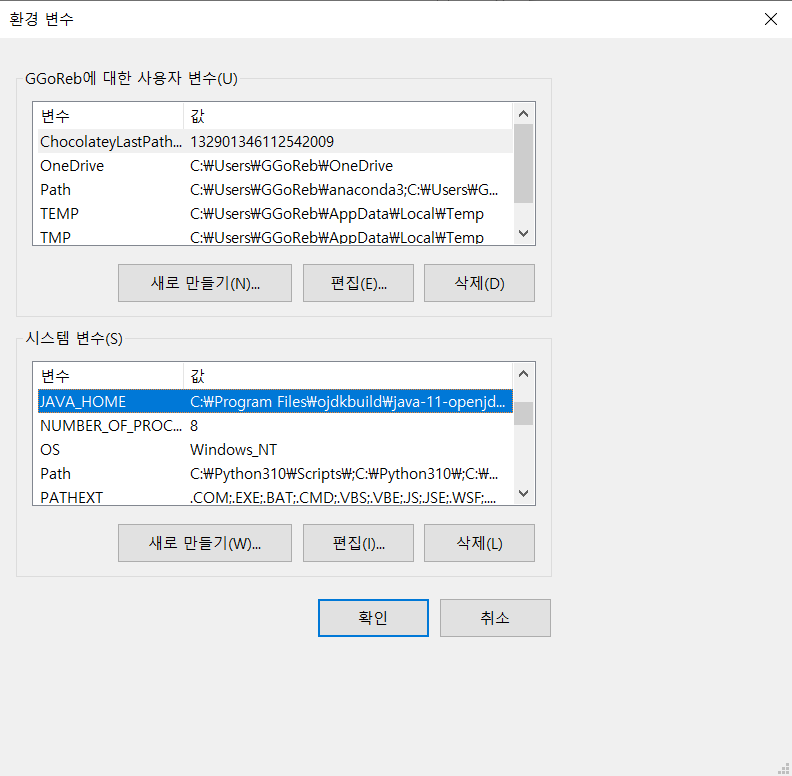 환경 변수
GGoReb에 대한 사용자 변수(U)
변수 값
ChocolateyLastPath... 132901346112542009
OneDrive C:₩Users₩GGoReb₩OneDrive
Path C:₩Users₩GGoReb₩anaconda3;C:₩Users₩G...
TEMP C:₩Users₩GGoReb₩AppData₩Local₩Temp
TMP C:₩Users₩GGoReb₩AppData₩Local₩Temp
새로 만들기(N)... 편집(E)... 삭제(D)
시스템 변수(S)
변수 값
JAVA_HOME C:₩Program Files₩ojdkbuild₩java-11-openjd...
NUMBER_OF_PROC... 8
OS Windows_NT
Path C:₩Python310₩Scripts₩;C:₩Python310₩;C:₩...
PATHEXT .COM;.EXE;.BAT;.CMD;.VBS;.VBE;.JS;.JSE;.WSF;....
새로 만들기(W)... 편집(I)... 삭제(L)
확인 취소